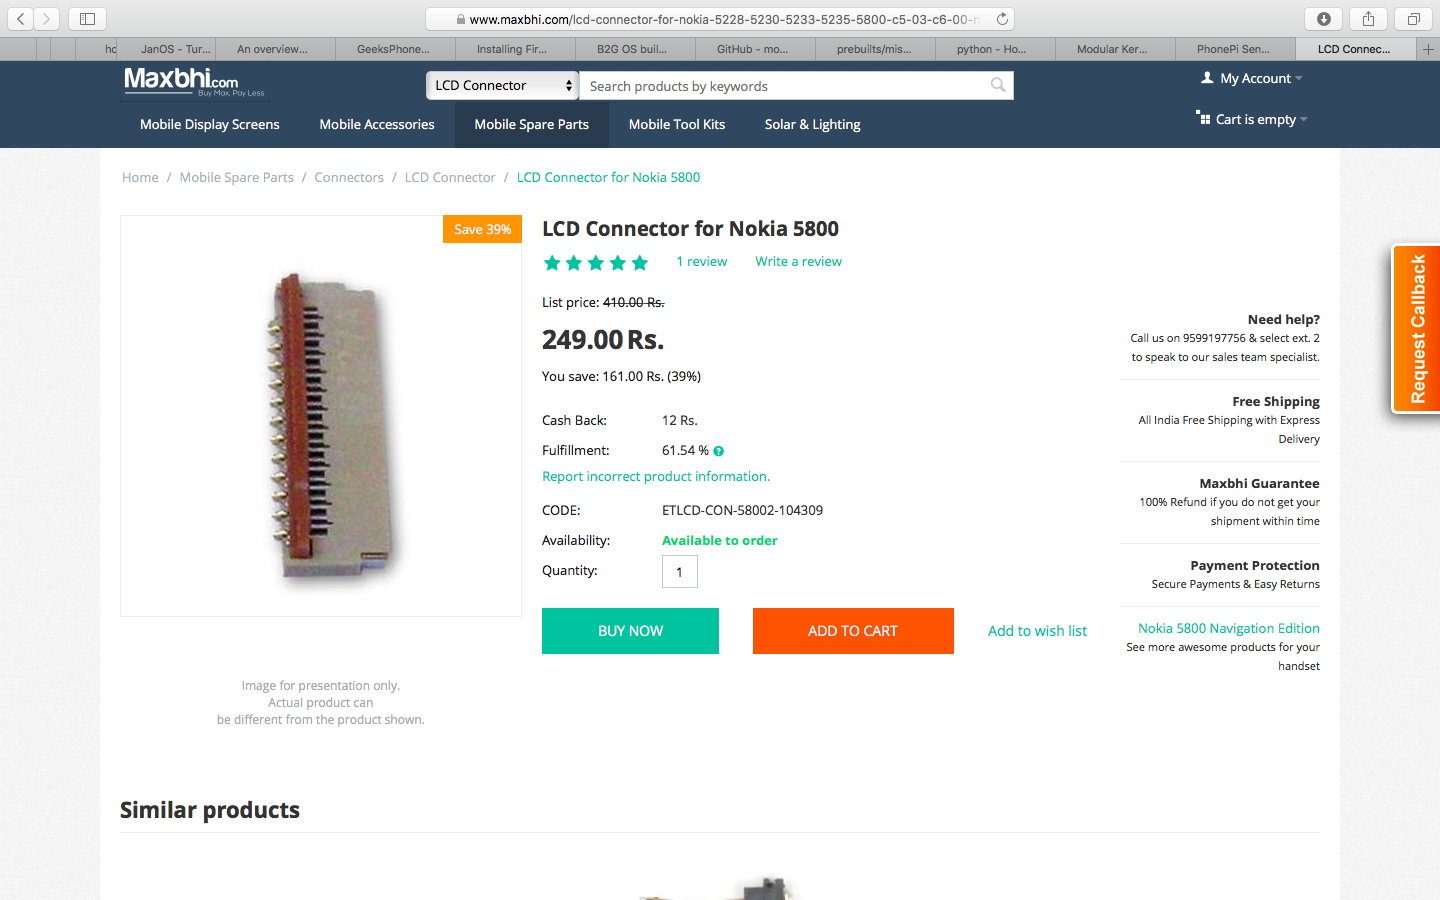 www.maxbhi.com/lcd-connector-for-nokia-5228-5230-5233-5235-5800-c5-03-c6-00-n
JanOS - Tur...
An overview...
GeeksPhone...
Installing Fir...
B2G OS buil...
GitHub - mo...
prebuilts/mis...
python - Ho...
Modular Ker...
PhonePi Sen...
LCD Connec...
Maxbhi.com
Buy Max. Pay Less
LCD Connector
Search products by keywords
My Account
Cart is empty
Mobile Display Screens
Mobile Accessories
Mobile Spare Parts
Mobile Tool Kits
Solar & Lighting
Home / Mobile Spare Parts / Connectors / LCD Connector / LCD Connector for Nokia 5800
Save 39%
Image for presentation only.
Actual product can
be different from the product shown.
LCD Connector for Nokia 5800
1 review
Write a review
List price: 410.00 Rs.
249.00 Rs.
You save: 161.00 Rs. (39%)
Cash Back: 12 Rs.
Fulfillment: 61.54 % ?
Report incorrect product information.
CODE: ETLCD-CON-58002-104309
Availability: Available to order
Quantity: 1
BUY NOW
ADD TO CART
Add to wish list
Need help?
Call us on 9599197756 & select ext. 2
to speak to our sales team specialist.
Free Shipping
All India Free Shipping with Express
Delivery
Maxbhi Guarantee
100% Refund if you do not get your
shipment within time
Payment Protection
Secure Payments & Easy Returns
Nokia 5800 Navigation Edition
See more awesome products for your
handset
Request Callback
Similar products